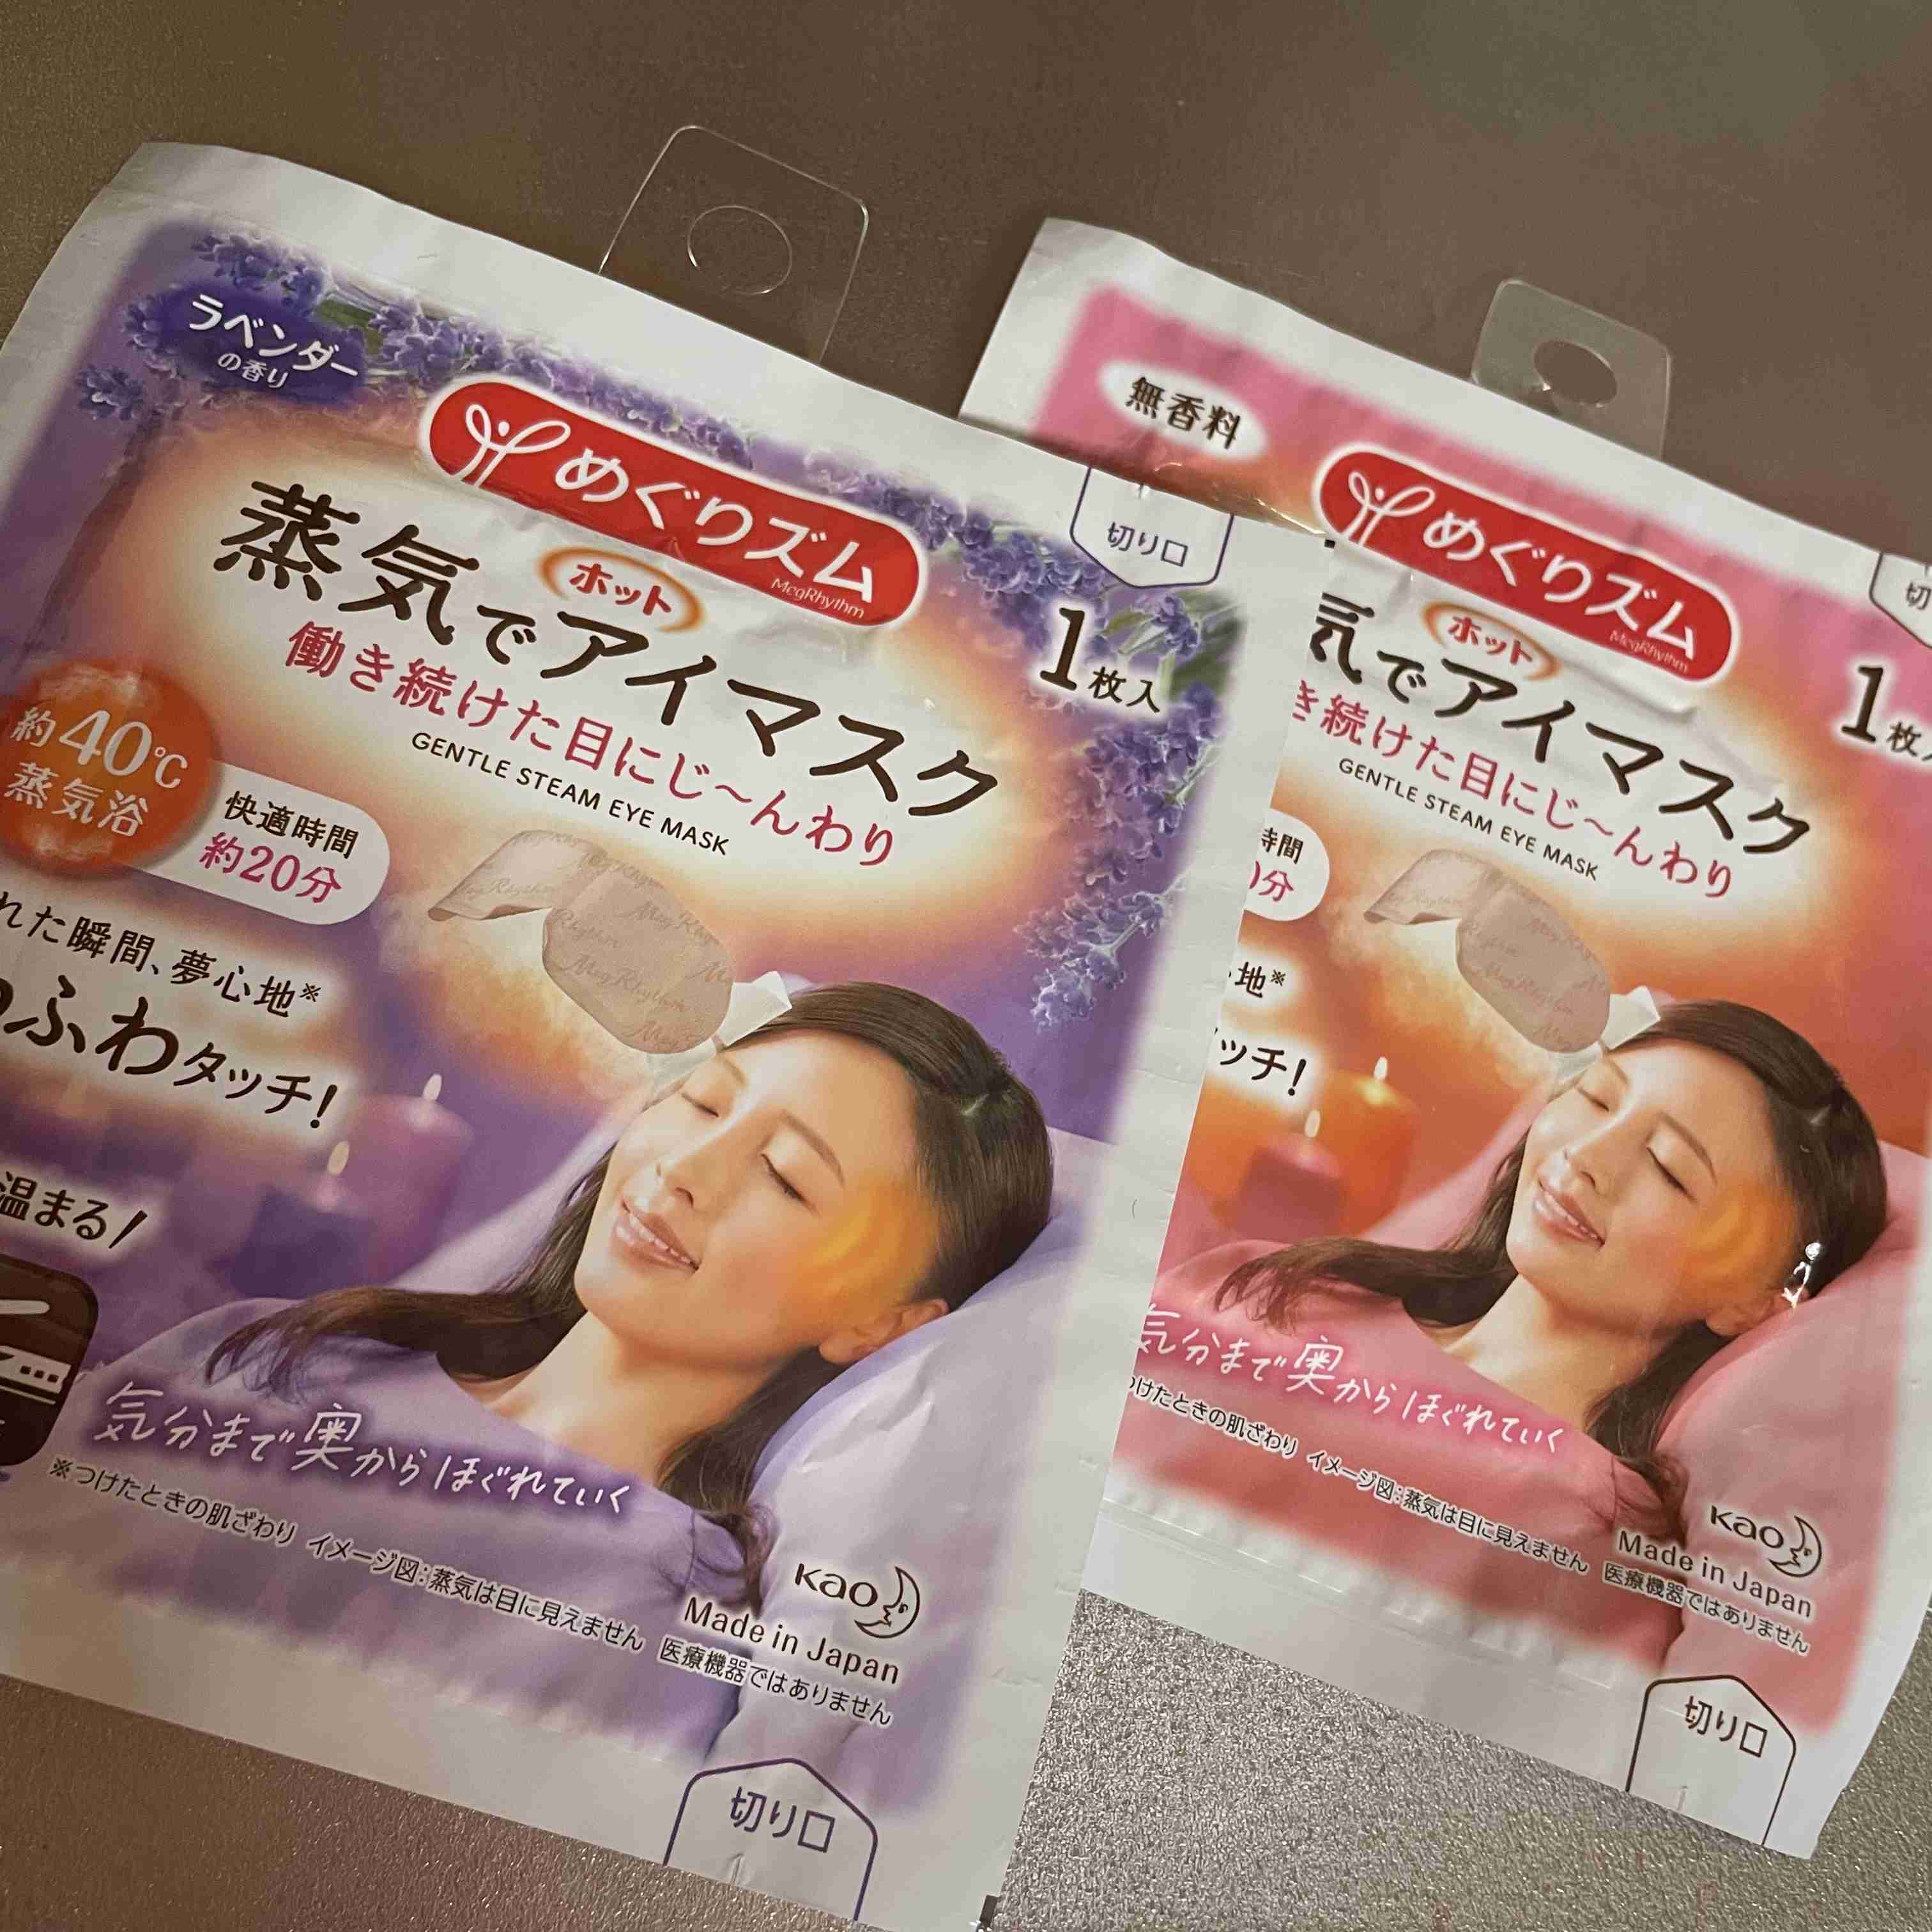 ラベンダー
の香り
めぐりズム
MegRhythm
切り口
蒸気でホットアイマスク
1枚入
働き続けた目にじ～んわり
GENTLE STEAM EYE MASK
約40℃
蒸気浴
快適時間
約20分
れた瞬間、夢心地※
ふわタッチ!
温まる!
気分まで奥からほぐれていく
※つけたときの肌ざわり イメージ図:蒸気は目に見えません 医療機器ではありません
Kao
Made in Japan
切り口
無香料
めぐりズム
MegRhythm
切
気でホットアイマスク
1枚
き続けた目にじ～んわり
GENTLE STEAM EYE MASK
時間
分
地※
ッチ!
気分まで奥からほぐれていく
けたときの肌ざわり イメージ図:蒸気は目に見えません 医療機器ではありません
Kao
Made in Japan
切り口